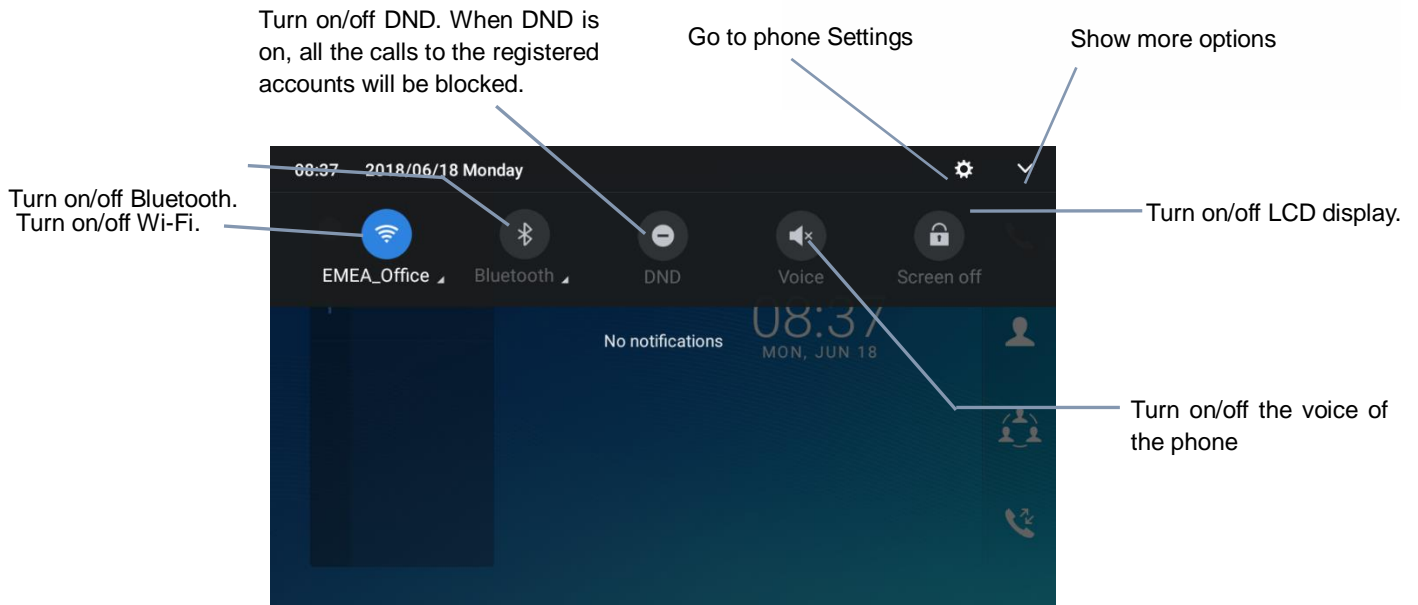 Turn on/off DND. When DND is
on, all the calls to the registered
accounts will be blocked.
Go to phone Settings
Show more options
08:37 2018/06/18 Monday
Turn on/off Bluetooth.
Turn on/off Wi-Fi.
Turn on/off LCD display.
EMEA_Office
Bluetooth
DND
Voice
Screen off
08:37
No notifications
MON, JUN 18
Turn on/off the voice of
the phone